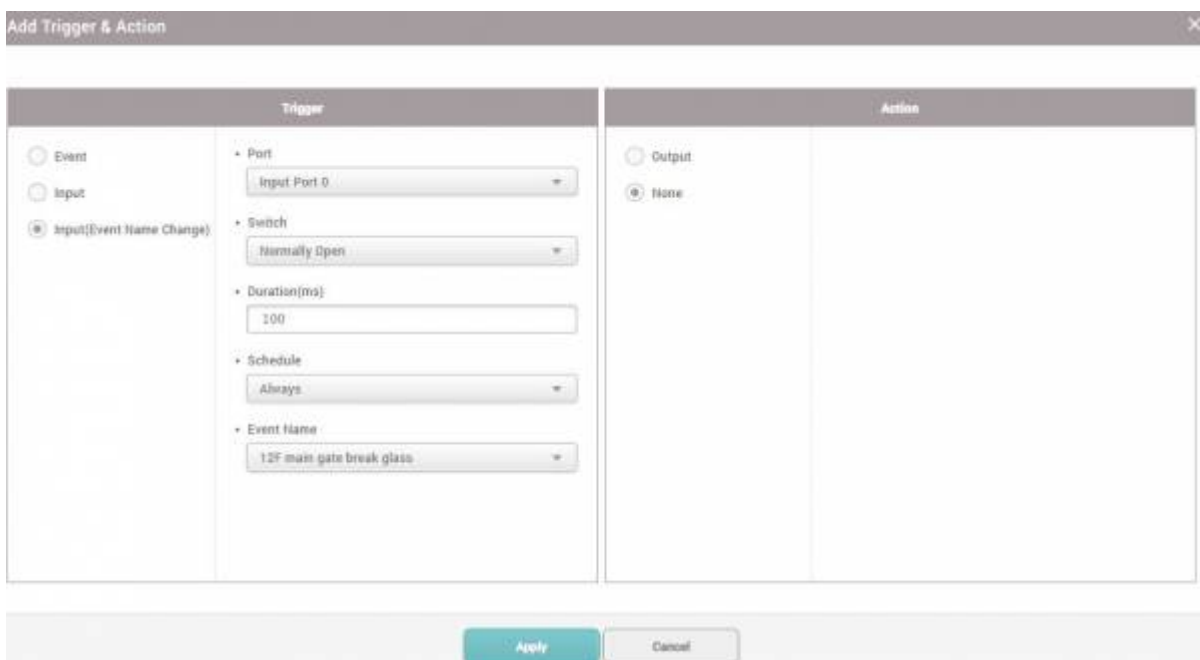 Add Trigger & Action
Trigger
Action
Event
Input
Input(Event Name Change)
Port
Input Port 0
Switch
Normally Open
Duration(ms)
100
Schedule
Always
Event Name
12F main gate break glass
Output
None
Apply
Cancel